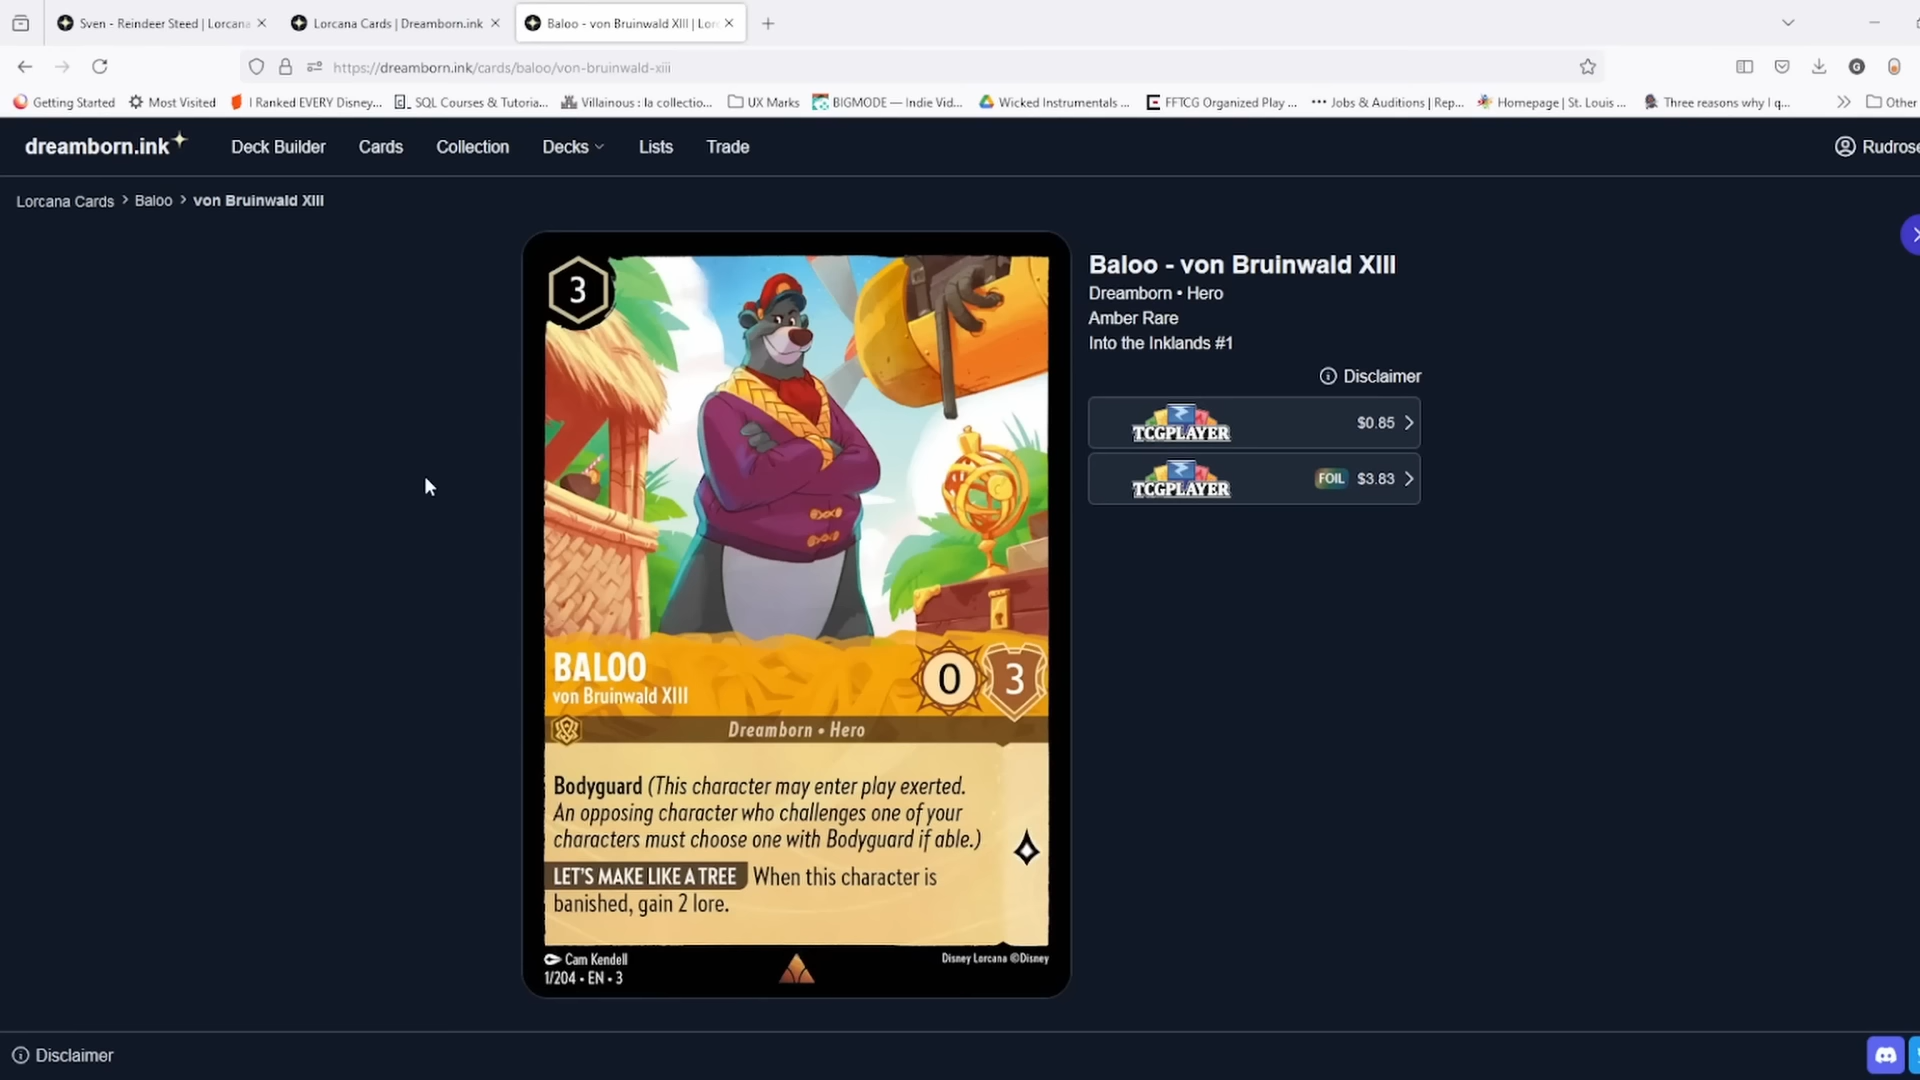 Sven - Reindeer Steed | Lorcana
Lorcana Cards | Dreamborn.ink
Baloo - von Bruinwald XIII | Lor
https://dreamborn.ink/cards/baloo/von-bruinwald-xiii
Getting Started
Most Visited
I Ranked EVERY Disney...
SQL Courses & Tutoria...
Villainous : la collectio...
UX Marks
BIGMODE — Indie Vid...
Wicked Instrumentals ...
FFTCG Organized Play ...
Jobs & Auditions | Rep...
Homepage | St. Louis ...
Three reasons why I q...
Other
dreamborn.ink
Deck Builder
Cards
Collection
Decks
Lists
Trade
Rudrose
Lorcana Cards > Baloo > von Bruinwald XIII
3
BALOO
von Bruinwald XIII
0
3
Dreamborn • Hero
Bodyguard (This character may enter play exerted.
An opposing character who challenges one of your
characters must choose one with Bodyguard if able.)
LET'S MAKE LIKE A TREE When this character is
banished, gain 2 lore.
Cam Kendell
1/204 • EN • 3
Disney Lorcana ©Disney
Baloo - von Bruinwald XIII
Dreamborn • Hero
Amber Rare
Into the Inklands #1
Disclaimer
TCGPLAYER $0.85
TCGPLAYER FOIL $3.83
Disclaimer